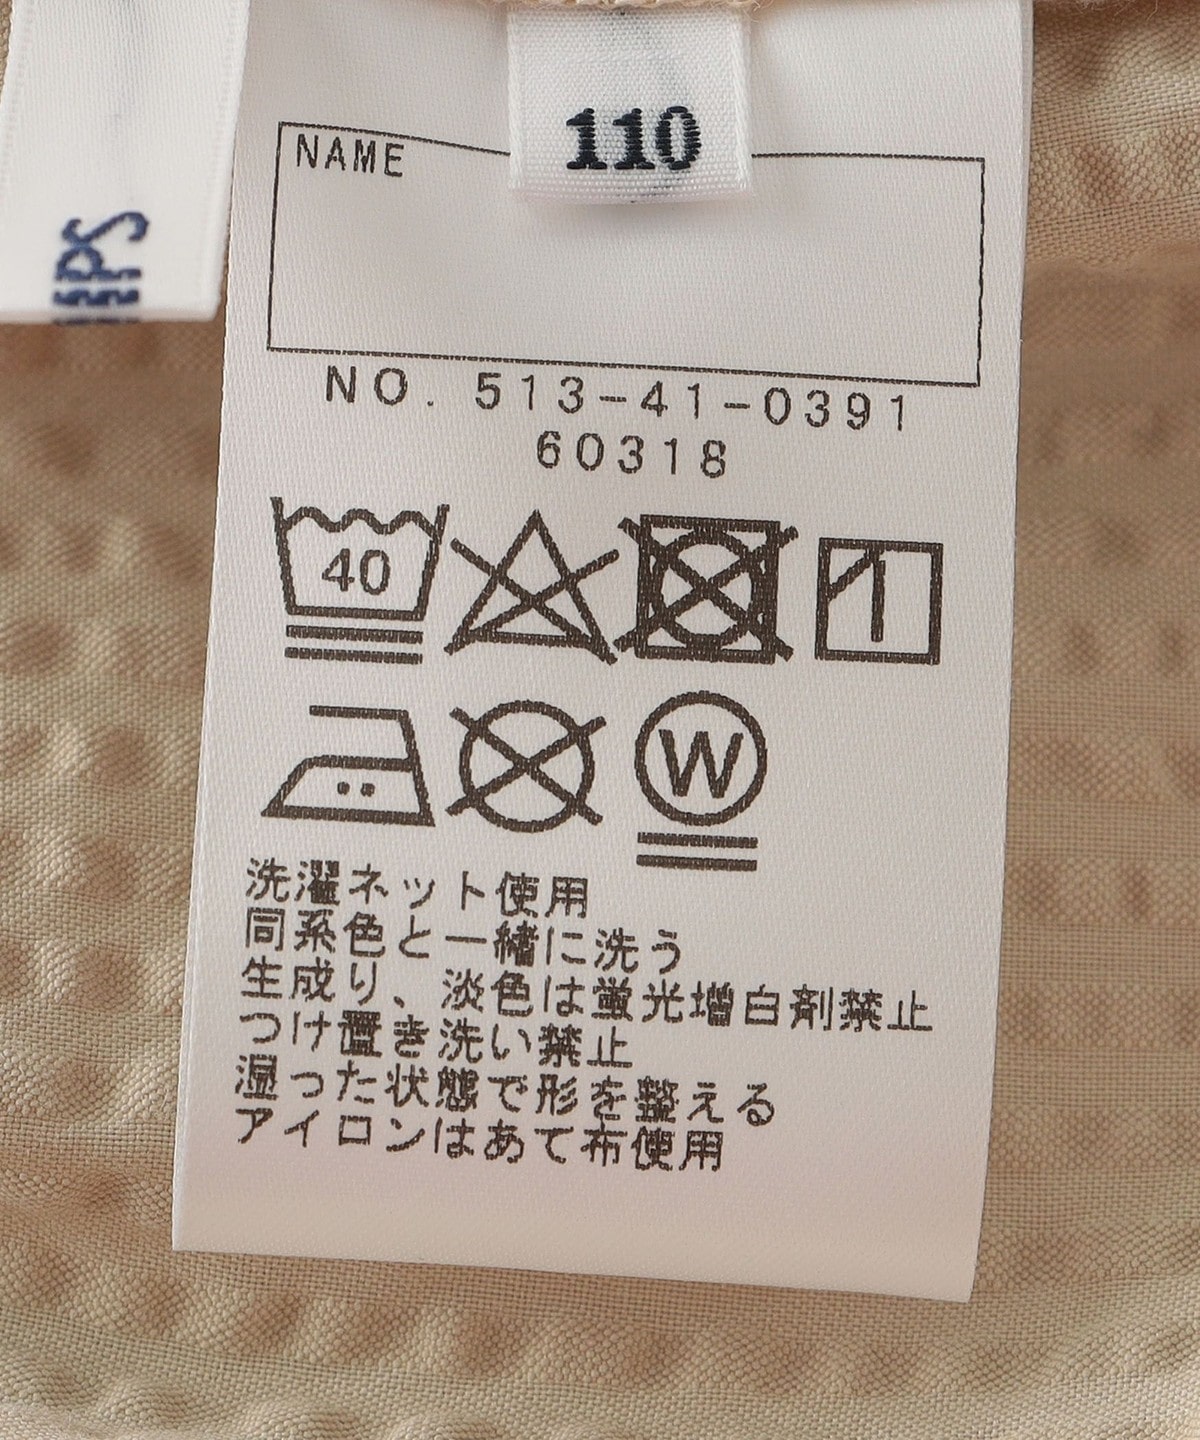 110
NAME
HIPS
NO. 513-41-0391
60318
40
W
洗濯ネット使用
同系色と一緒に洗う
生成り、淡色は蛍光増白剤禁止
つけ置き洗い禁止
湿った状態で形を整える
アイロンはあて布使用